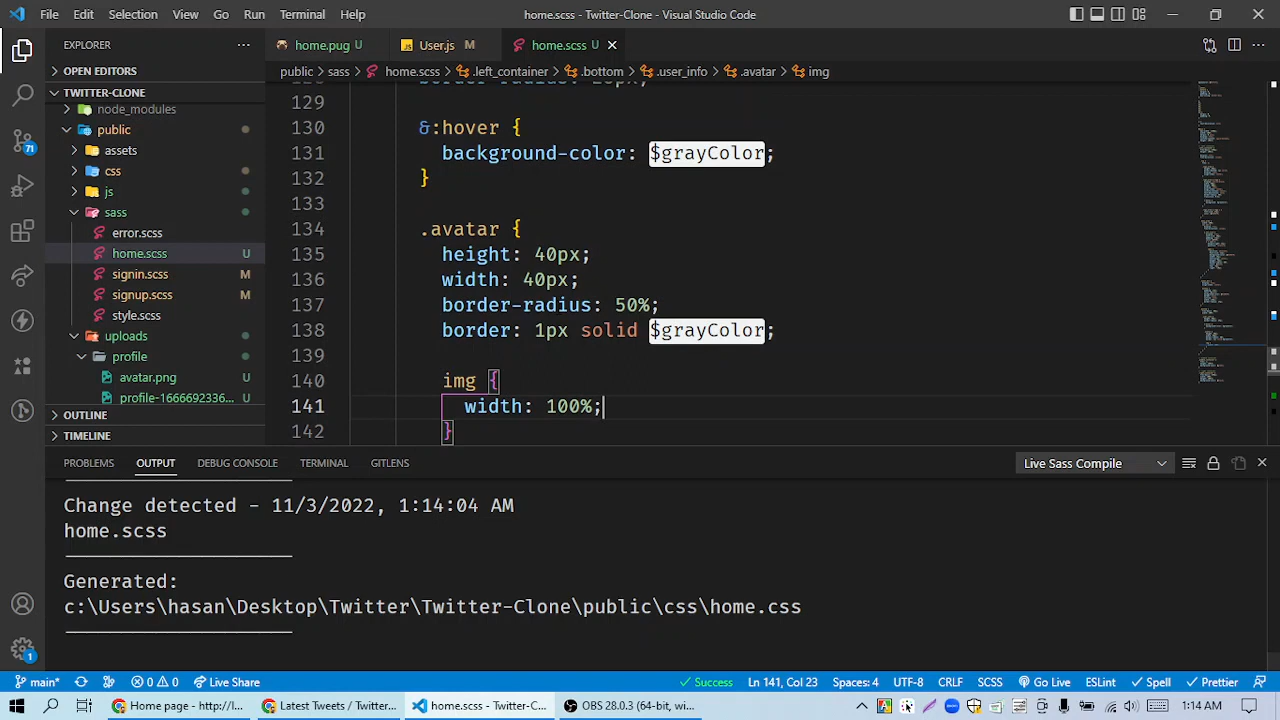 File Edit Selection View Go Run Terminal Help
home.scss - Twitter-Clone - Visual Studio Code
EXPLORER
home.pug U
User.js M
home.scss U
public > sass > home.scss > .left_container > .bottom > .user_info > .avatar > img
OPEN EDITORS
TWITTER-CLONE
node_modules
public
assets
css
js
sass
error.scss
home.scss U
signin.scss M
signup.scss M
style.scss
uploads
profile
avatar.png U
profile-1666692336... U
OUTLINE
TIMELINE
71
1
129
130 &:hover {
131 background-color: $grayColor;
132 }
133
134 .avatar {
135 height: 40px;
136 width: 40px;
137 border-radius: 50%;
138 border: 1px solid $grayColor;
139
140 img {
141 width: 100%;
142 }
PROBLEMS OUTPUT DEBUG CONSOLE TERMINAL GITLENS
Live Sass Compile
Change detected - 11/3/2022, 1:14:04 AM
home.scss
Generated:
c:\Users\hasan\Desktop\Twitter\Twitter-Clone\public\css\home.css
main* 0 0 Live Share
Success Ln 141, Col 23 Spaces: 4 UTF-8 CRLF SCSS Go Live ESLint Spell Prettier
Home page - http://l...
Latest Tweets / Twitter...
home.scss - Twitter-C...
OBS 28.0.3 (64-bit, wi...
1:14 AM